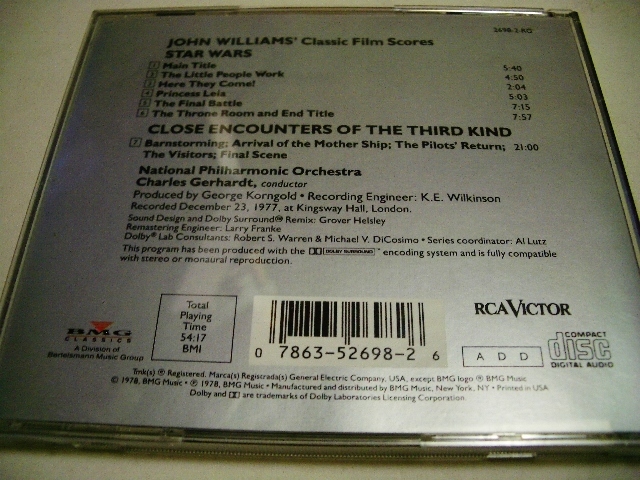 2698-2-RG
JOHN WILLIAMS' Classic Film Scores
STAR WARS
1 Main Title 5:40
2 The Little People Work 4:50
3 Here They Come! 2:04
4 Princess Leia 5:03
5 The Final Battle 7:15
6 The Throne Room and End Title 7:57
CLOSE ENCOUNTERS OF THE THIRD KIND
7 Barnstorming; Arrival of the Mother Ship; The Pilots' Return; 21:00
The Visitors; Final Scene
National Philharmonic Orchestra
Charles Gerhardt, conductor
Produced by George Korngold • Recording Engineer: K.E. Wilkinson
Recorded December 23, 1977, at Kingsway Hall, London.
Sound Design and Dolby Surround® Remix: Grover Helsley
Remastering Engineer: Larry Franke
Dolby® Lab Consultants: Robert S. Warren & Michael V. DiCosimo • Series coordinator: Al Lutz
This program has been produced with the DOLBY SURROUND™ encoding system and is fully compatible
with stereo or monaural reproduction.
BMG
CLASSICS
A Division of
Bertelsmann Music Group
Total
Playing
Time
54:17
BMI
0 7863-52698-2 6
RCA VICTOR
A D D
COMPACT
disc
DIGITAL AUDIO
Tmk(s) ® Registered. Marca(s) Registrada(s) General Electric Company, USA, except BMG logo ® BMG Music
© 1978, BMG Music • ℗ 1978, BMG Music • Manufactured and distributed by BMG Music, New York, NY • Printed in USA
Dolby and DD are trademarks of Dolby Laboratories Licensing Corporation